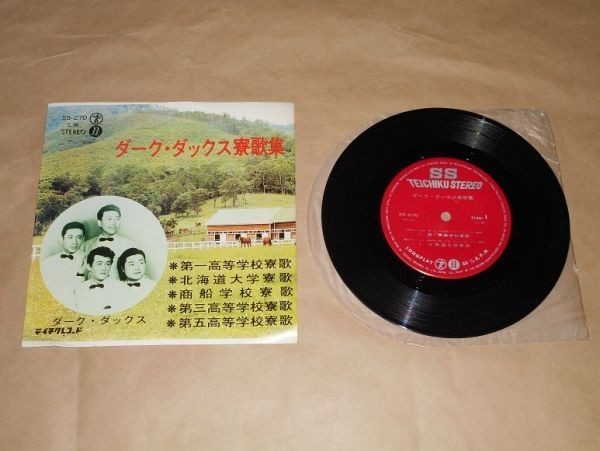 SS-270
S.M.
STEREO
ダーク・ダックス寮歌集
ダーク・ダックス
テイチクレコード
*第一高等学校寮歌
*北海道大学寮歌
*商船学校寮歌
*第三高等学校寮歌
*第五高等学校寮歌
SS
TEICHIKU STEREO
ダーク・ダックス寮歌集
SS-270
Side-1
LONGPLAY
33 ⅓ R.P.M.